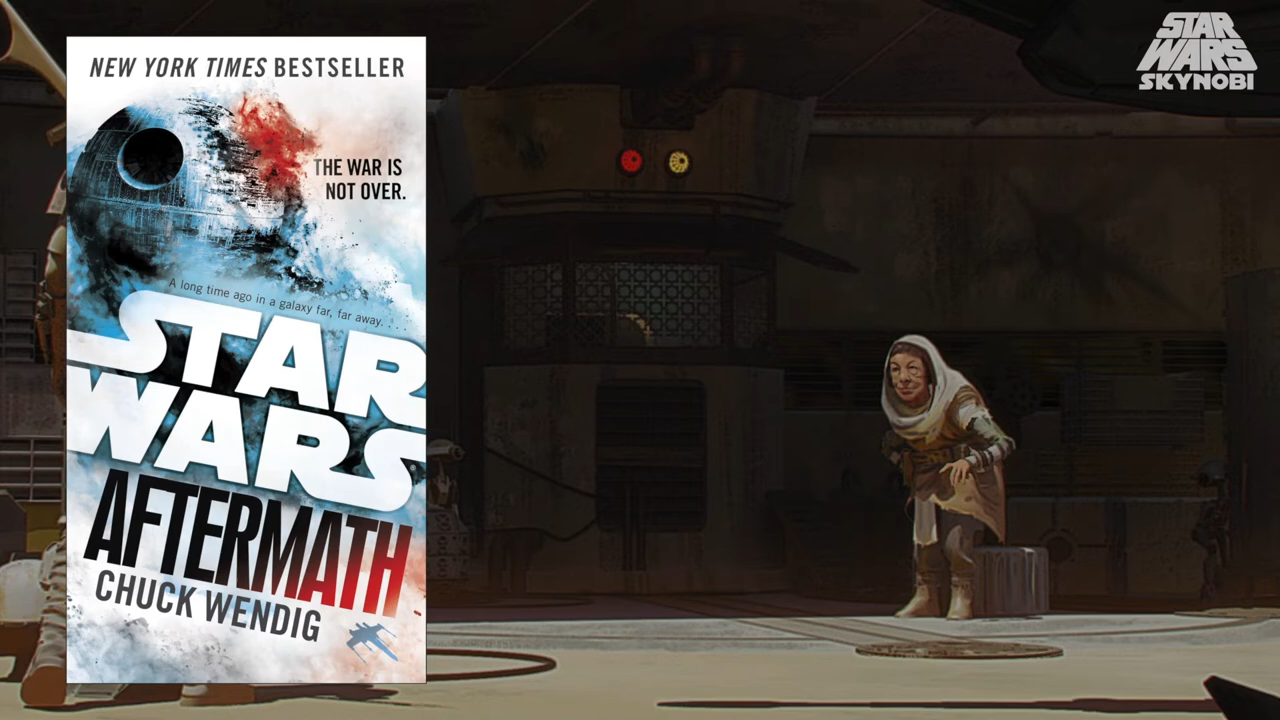 NEW YORK TIMES BESTSELLER
THE WAR IS
NOT OVER.
A long time ago in a galaxy far, far away. . . .
STAR
WARS
AFTERMATH
CHUCK WENDIG
STAR
WARS
SKYNOBI